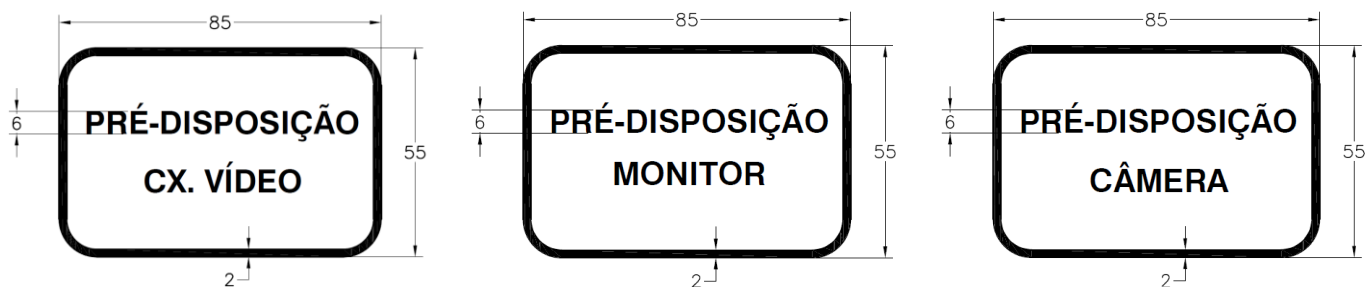 85
6
PRÉ-DISPOSIÇÃO
CX. VÍDEO
55
2
85
6
PRÉ-DISPOSIÇÃO
MONITOR
55
2
85
6
PRÉ-DISPOSIÇÃO
CÂMERA
55
2